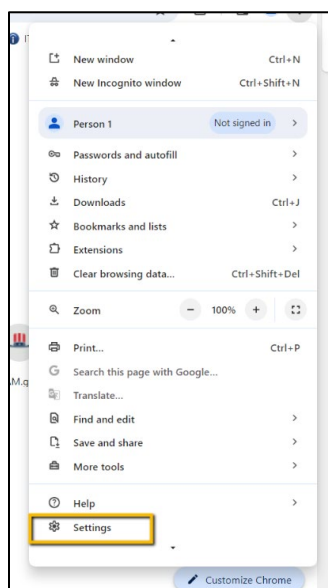 New window Ctrl+N
New Incognito window Ctrl+Shift+N
Person 1 Not signed in
Passwords and autofill
History
Downloads Ctrl+J
Bookmarks and lists
Extensions
Clear browsing data... Ctrl+Shift+Del
Zoom 100%
Print... Ctrl+P
Search this page with Google...
Translate...
Find and edit
Save and share
More tools
Help
Settings
Customize Chrome